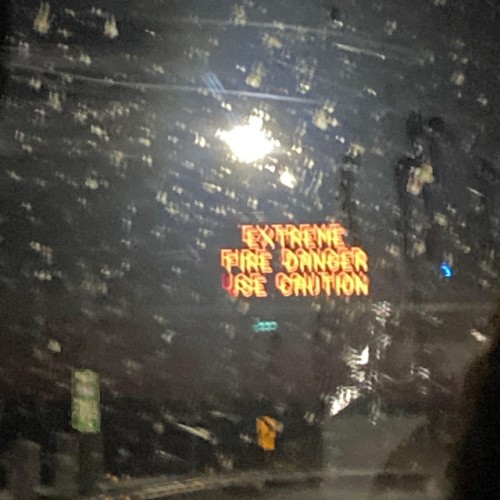 EXTREME
FIRE DANGER
USE CAUTION